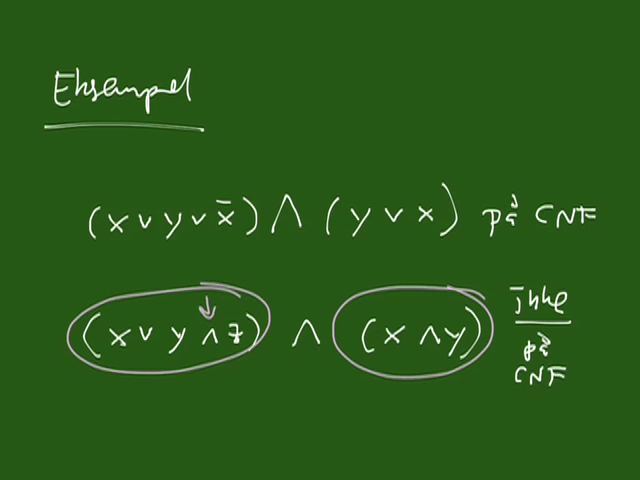 Eksempel
(x ∨ y ∨ x̄) ∧ (y ∨ x) på CNF
(x ∨ y ∧ z) ∧ (x ∧ y) ikke
på
CNF